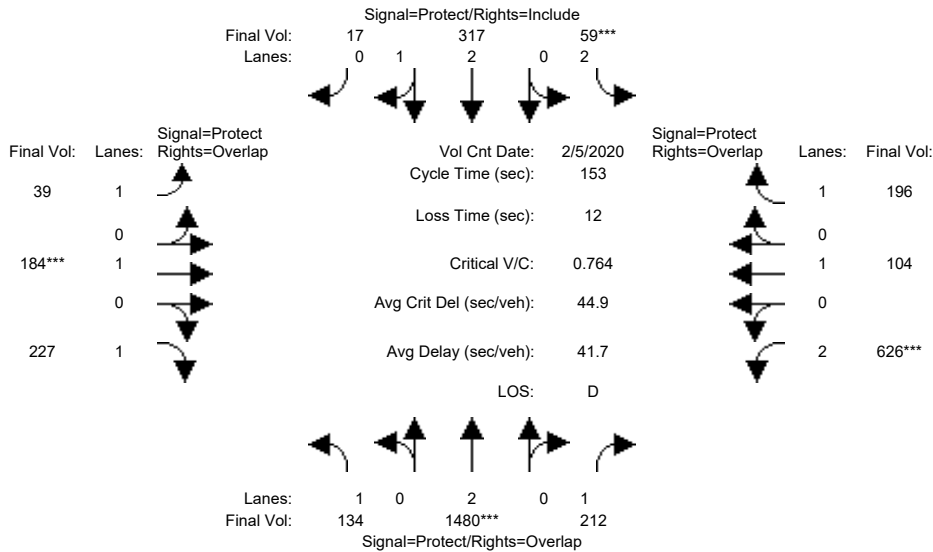 Signal=Protect/Rights=Include
Final Vol: 17 317 59***
Lanes: 0 1 2 0 2
Signal=Protect
Final Vol: Lanes: Rights=Overlap
Vol Cnt Date: 2/5/2020
Signal=Protect
Rights=Overlap Lanes: Final Vol:
Cycle Time (sec): 153
39 1
1 196
Loss Time (sec): 12
0
0
184*** 1
Critical V/C: 0.764
1 104
0
Avg Crit Del (sec/veh): 44.9
0
227 1
Avg Delay (sec/veh): 41.7
2 626***
LOS: D
Lanes: 1 0 2 0 1
Final Vol: 134 1480*** 212
Signal=Protect/Rights=Overlap